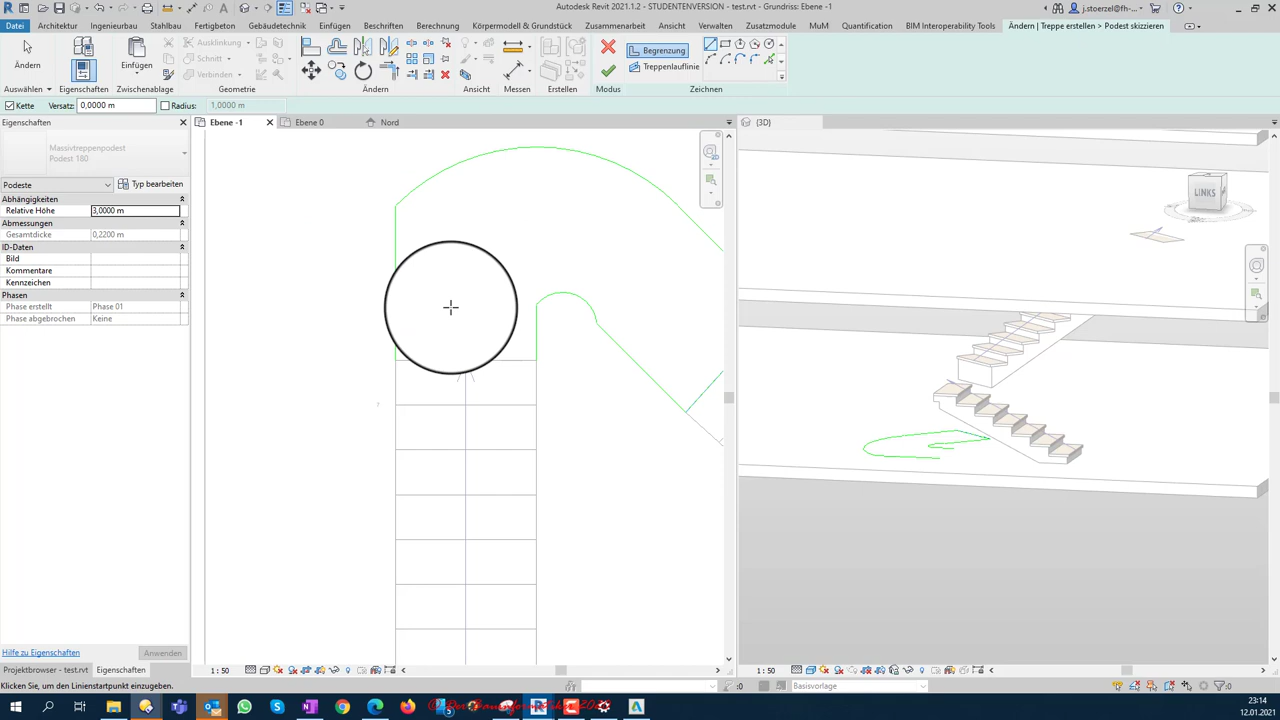 Autodesk Revit 2021.1.2 - STUDENTENVERSION - test.rvt - Grundriss: Ebene -1
j.stoerzel@fh-...
Datei Architektur Ingenieurbau Stahlbau Fertigbeton Gebäudetechnik Einfügen Beschriften Berechnung Körpermodell & Grundstück Zusammenarbeit Ansicht Verwalten Zusatzmodule MuM Quantification BIM Interoperability Tools Ändern | Treppe erstellen > Podest skizzieren
Ausklinkung
Begrenzung
Schnitt
Ändern
Einfügen
Treppenlauflinie
Verbinden
Auswählen Eigenschaften Zwischenablage Geometrie Ändern Ansicht Messen Erstellen Modus Zeichnen
Kette Versatz: 0,0000 m Radius: 1,0000 m
Eigenschaften
Ebene -1
Ebene 0
Nord
{3D}
Massivtreppenpodest
Podest 180
Podeste
Typ bearbeiten
Abhängigkeiten
Relative Höhe 3,0000 m
Abmessungen
Gesamtdicke 0,2200 m
ID-Daten
Bild
Kommentare
Kennzeichen
Phasen
Phase erstellt Phase 01
Phase abgebrochen Keine
LINKS
Hilfe zu Eigenschaften
Anwenden
Projektbrowser - test.rvt
Eigenschaften
1 : 50
1 : 50
Klicken Sie, um den Linienstartpunkt einzugeben.
:0
Basisvorlage
:0
23:14
12.01.2021